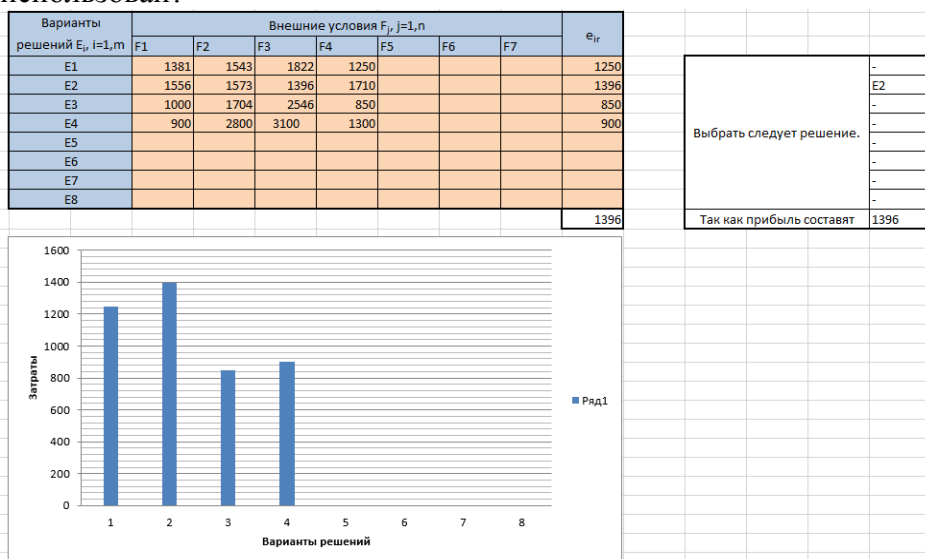 использован?
Варианты решений Ei, i=1,m	Внешние условия Fj, j=1,n	eir
F1	F2	F3	F4	F5	F6	F7
E1	1381	1543	1822	1250	1250
E2	1556	1573	1396	1710	1396
E3	1000	1704	2546	850	850
E4	900	2800	3100	1300	900
E5
E6
E7
E8
1396
Выбрать следует решение.
-
E2
-
-
-
-
-
-
Так как прибыль составят	1396
1600
1400
1200
1000
800
600
400
200
0
Затраты
1	2	3	4	5	6	7	8
Варианты решений
Ряд1